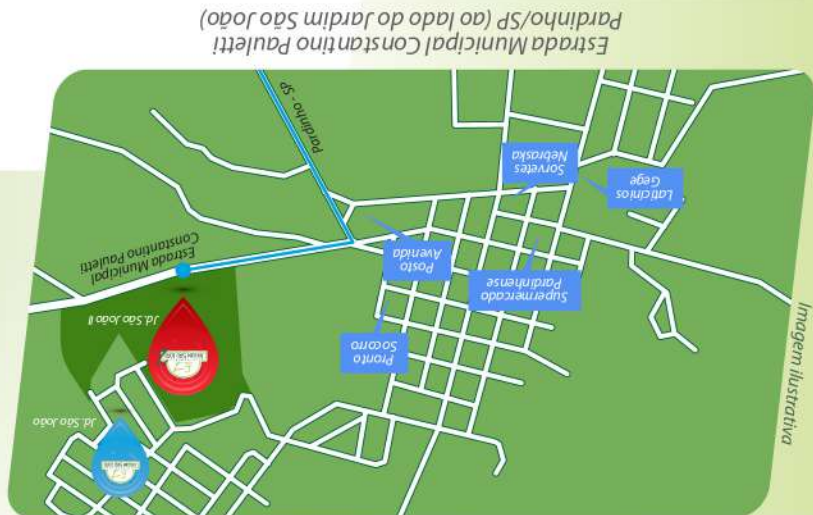 Estrada Municipal Constantino Pauletti
Pardinho/SP (ao lado do Jardim São João)
Imagem ilustrativa
Jd. São João
Jd. São João II
Estrada Municipal
Constantino Pauletti
Pardinho - SP
Pronto
Socorro
Posto
Avenida
Supermercado
Pardinhense
Sorvetes
Nebraska
Laticínios
Gege